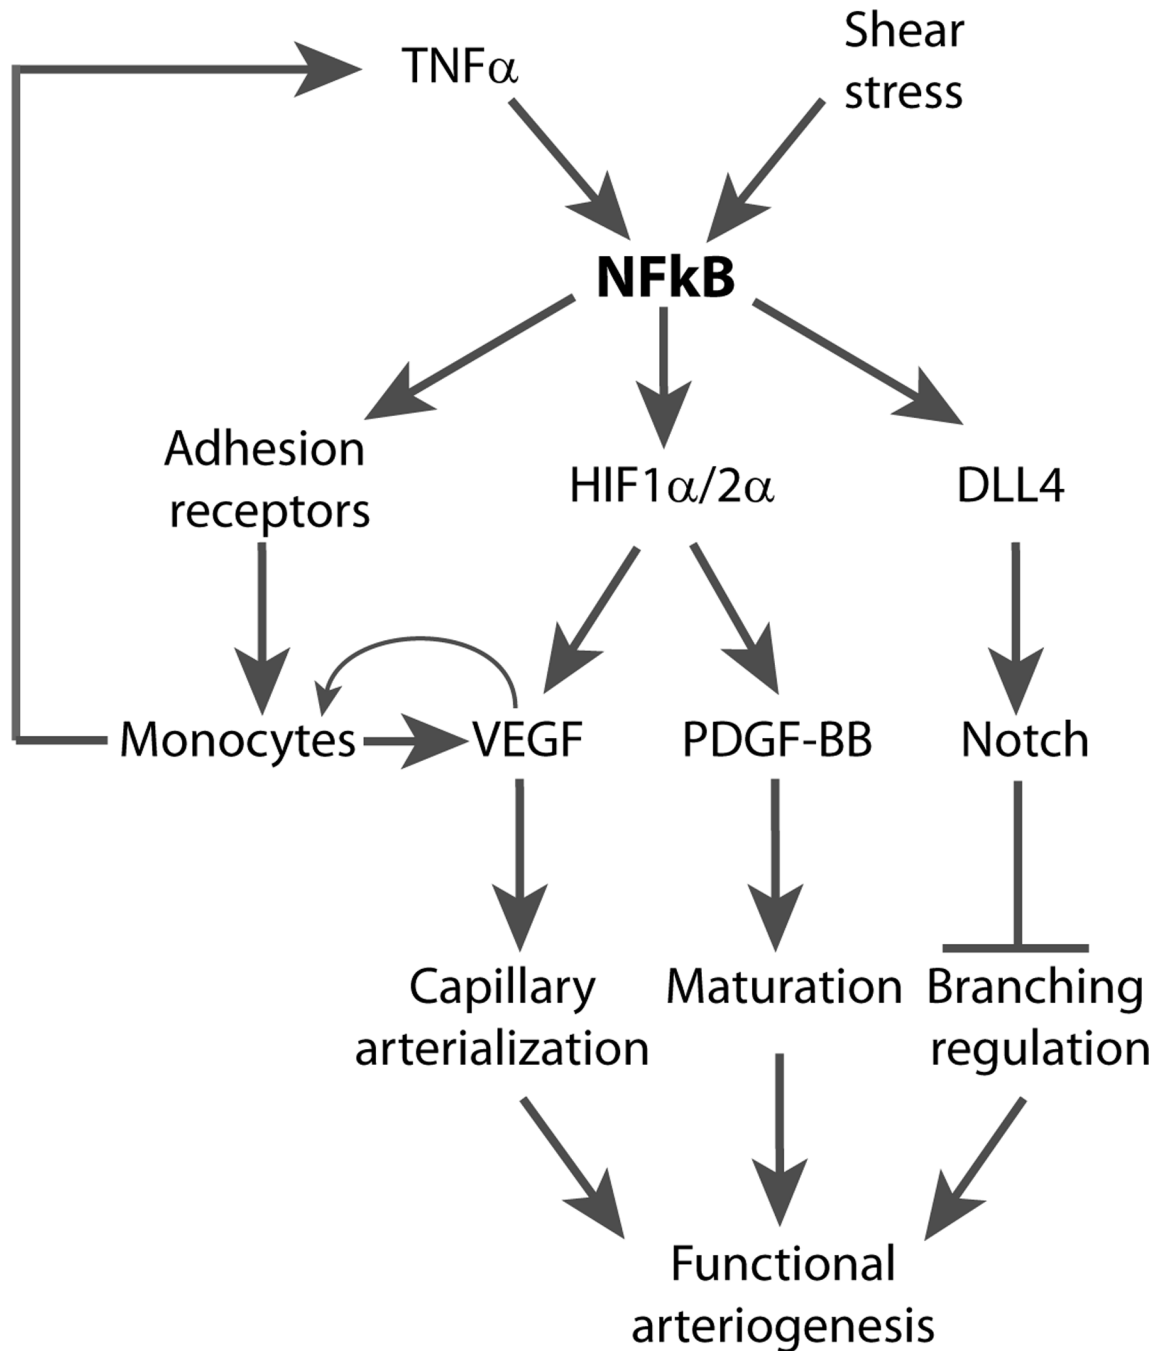 TNFα
Shear
stress
NFkB
Adhesion
receptors
HIF1α/2α
DLL4
Monocytes
VEGF
PDGF-BB
Notch
Capillary
arterialization
Maturation
Branching
regulation
Functional
arteriogenesis